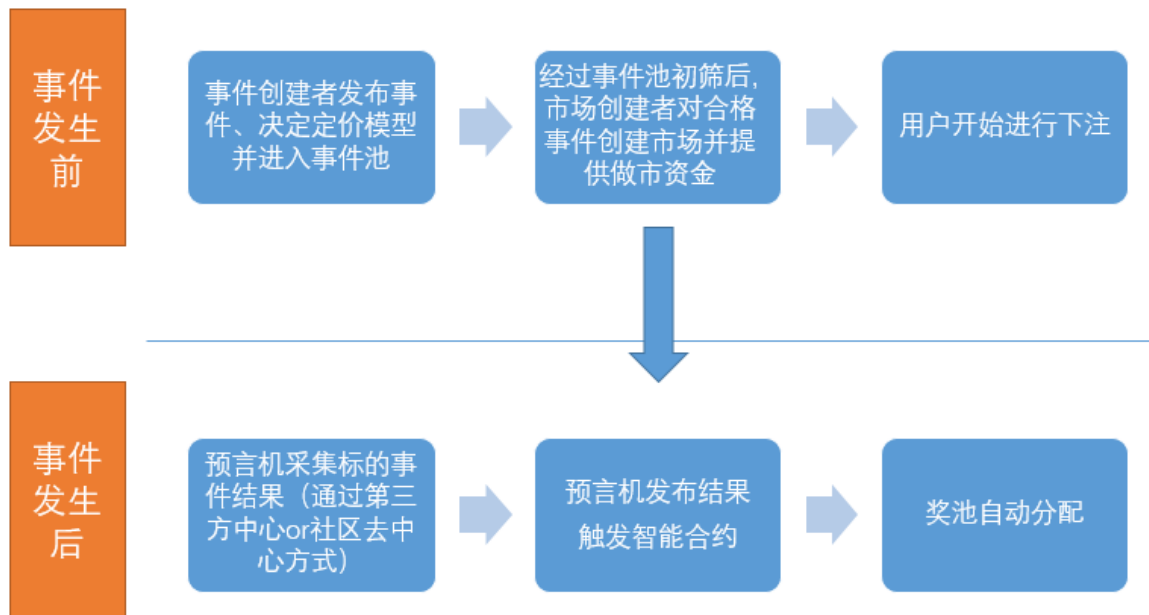 事件
发生
前
事件创建者发布事
件、决定定价模型
并进入事件池
经过事件池初筛后,
市场创建者对合格
事件创建市场并提
供做市资金
用户开始进行下注
事件
发生
后
预言机采集标的事
件结果（通过第三
方中心or社区去中
心方式）
预言机发布结果
触发智能合约
奖池自动分配